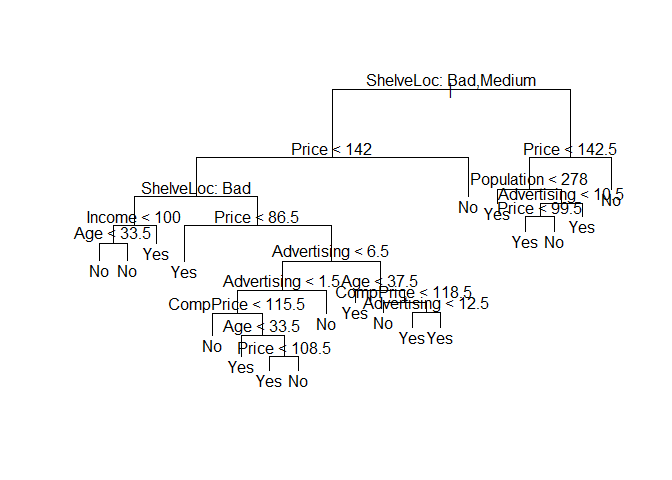 ShelveLoc: Bad,Medium
Price < 142
Price < 142.5
Population < 278
ShelveLoc: Bad
Advertising < 10.5
No
No
Price < 99.5
Yes
Income < 100
Price < 86.5
Yes
Age < 33.5
Yes No
Yes
Advertising < 6.5
No No
Yes
Advertising < 1.5
Age < 37.5
CompPrice < 118.5
CompPrice < 115.5
Advertising < 12.5
Yes
No
No
Age < 33.5
Yes Yes
No
Price < 108.5
Yes
Yes No